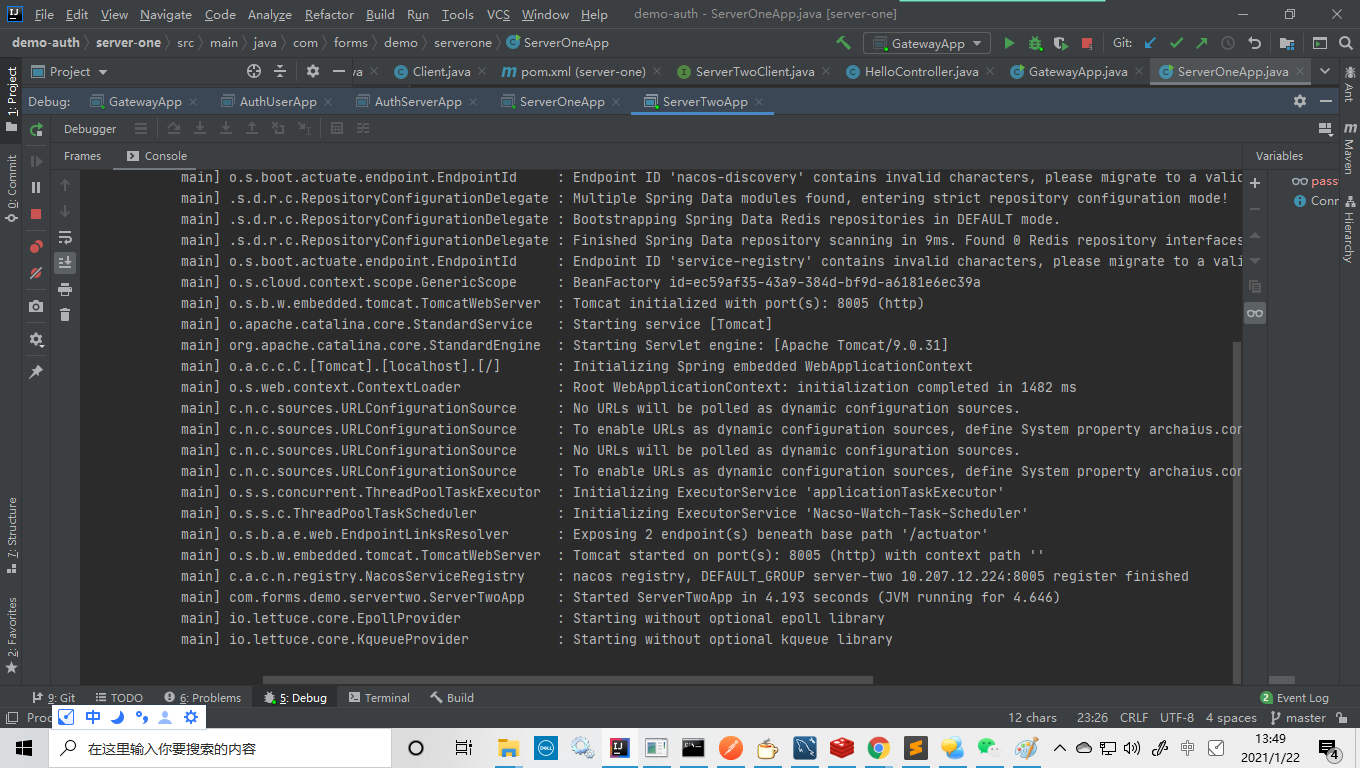 File Edit View Navigate Code Analyze Refactor Build Run Tools VCS Window Help demo-auth - ServerOneApp.java [server-one]
demo-auth server-one src main java com forms demo serverone ServerOneApp GatewayApp Git:
1: Project
Project va Client.java pom.xml (server-one) ServerTwoClient.java HelloController.java GatewayApp.java ServerOneApp.java
Ant
Debug: GatewayApp AuthUserApp AuthServerApp ServerOneApp ServerTwoApp
Debugger
Maven
Frames Console Variables
0: Commit
main] o.s.boot.actuate.endpoint.EndpointId : Endpoint ID 'nacos-discovery' contains invalid characters, please migrate to a valid
pass
main] .s.d.r.c.RepositoryConfigurationDelegate : Multiple Spring Data modules found, entering strict repository configuration mode!
Conn
main] .s.d.r.c.RepositoryConfigurationDelegate : Bootstrapping Spring Data Redis repositories in DEFAULT mode.
Hierarchy
main] .s.d.r.c.RepositoryConfigurationDelegate : Finished Spring Data repository scanning in 9ms. Found 0 Redis repository interfaces
main] o.s.boot.actuate.endpoint.EndpointId : Endpoint ID 'service-registry' contains invalid characters, please migrate to a vali
main] o.s.cloud.context.scope.GenericScope : BeanFactory id=ec59af35-43a9-384d-bf9d-a6181e6ec39a
main] o.s.b.w.embedded.tomcat.TomcatWebServer : Tomcat initialized with port(s): 8005 (http)
main] o.apache.catalina.core.StandardService : Starting service [Tomcat]
main] org.apache.catalina.core.StandardEngine : Starting Servlet engine: [Apache Tomcat/9.0.31]
main] o.a.c.c.C.[Tomcat].[localhost].[/] : Initializing Spring embedded WebApplicationContext
main] o.s.web.context.ContextLoader : Root WebApplicationContext: initialization completed in 1482 ms
main] c.n.c.sources.URLConfigurationSource : No URLs will be polled as dynamic configuration sources.
main] c.n.c.sources.URLConfigurationSource : To enable URLs as dynamic configuration sources, define System property archaius.con
main] c.n.c.sources.URLConfigurationSource : No URLs will be polled as dynamic configuration sources.
main] c.n.c.sources.URLConfigurationSource : To enable URLs as dynamic configuration sources, define System property archaius.con
main] o.s.s.concurrent.ThreadPoolTaskExecutor : Initializing ExecutorService 'applicationTaskExecutor'
main] o.s.s.c.ThreadPoolTaskScheduler : Initializing ExecutorService 'Nacso-Watch-Task-Scheduler'
main] o.s.b.a.e.web.EndpointLinksResolver : Exposing 2 endpoint(s) beneath base path '/actuator'
main] o.s.b.w.embedded.tomcat.TomcatWebServer : Tomcat started on port(s): 8005 (http) with context path ''
main] c.a.c.n.registry.NacosServiceRegistry : nacos registry, DEFAULT_GROUP server-two 10.207.12.224:8005 register finished
main] com.forms.demo.servertwo.ServerTwoApp : Started ServerTwoApp in 4.193 seconds (JVM running for 4.646)
main] io.lettuce.core.EpollProvider : Starting without optional epoll library
main] io.lettuce.core.KqueueProvider : Starting without optional kqueue library
7: Structure
2: Favorites
9: Git TODO 6: Problems 5: Debug Terminal Build 2 Event Log
Proc 中 12 chars 23:26 CRLF UTF-8 4 spaces master
在这里输入你要搜索的内容 DELL 中 13:49
2021/1/22 4